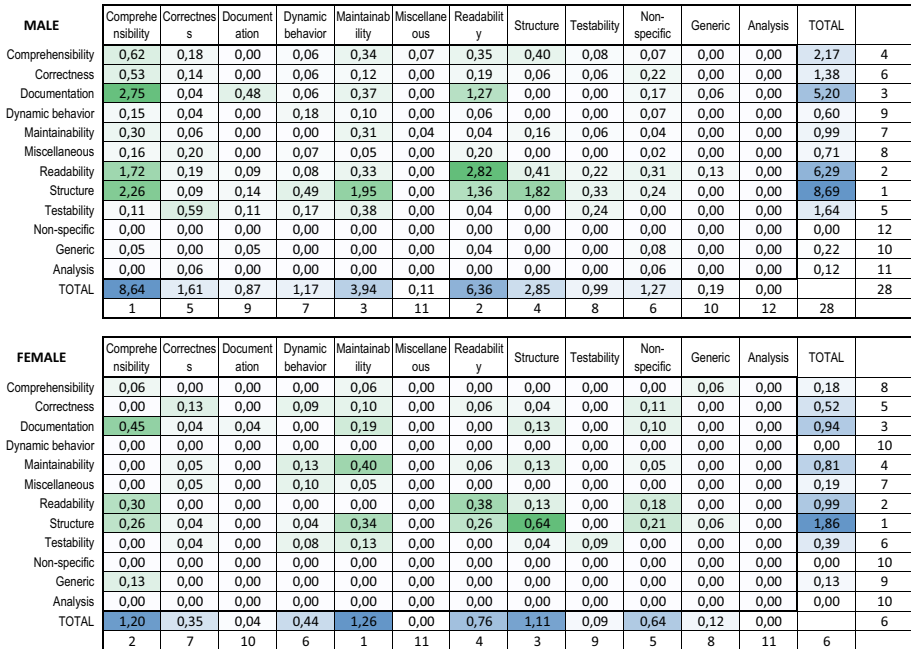 MALE Comprehe nsibility Correctnes s Document ation Dynamic behavior Maintainab ility Miscellane ous Readabilit y Structure Testability Non- specific Generic Analysis TOTAL
Comprehensibility 0,62 0,18 0,00 0,06 0,34 0,07 0,35 0,40 0,08 0,07 0,00 0,00 2,17 4
Correctness 0,53 0,14 0,00 0,06 0,12 0,00 0,19 0,06 0,06 0,22 0,00 0,00 1,38 6
Documentation 2,75 0,04 0,48 0,06 0,37 0,00 1,27 0,00 0,00 0,17 0,06 0,00 5,20 3
Dynamic behavior 0,15 0,04 0,00 0,18 0,10 0,00 0,06 0,00 0,00 0,07 0,00 0,00 0,60 9
Maintainability 0,30 0,06 0,00 0,00 0,31 0,04 0,04 0,16 0,06 0,04 0,00 0,00 0,99 7
Miscellaneous 0,16 0,20 0,00 0,07 0,05 0,00 0,20 0,00 0,00 0,02 0,00 0,00 0,71 8
Readability 1,72 0,19 0,09 0,08 0,33 0,00 2,82 0,41 0,22 0,31 0,13 0,00 6,29 2
Structure 2,26 0,09 0,14 0,49 1,95 0,00 1,36 1,82 0,33 0,24 0,00 0,00 8,69 1
Testability 0,11 0,59 0,11 0,17 0,38 0,00 0,04 0,00 0,24 0,00 0,00 0,00 1,64 5
Non-specific 0,00 0,00 0,00 0,00 0,00 0,00 0,00 0,00 0,00 0,00 0,00 0,00 0,00 12
Generic 0,05 0,00 0,05 0,00 0,00 0,00 0,04 0,00 0,00 0,08 0,00 0,00 0,22 10
Analysis 0,00 0,06 0,00 0,00 0,00 0,00 0,00 0,00 0,00 0,06 0,00 0,00 0,12 11
TOTAL 8,64 1,61 0,87 1,17 3,94 0,11 6,36 2,85 0,99 1,27 0,19 0,00 28
1 5 9 7 3 11 2 4 8 6 10 12 28
FEMALE Comprehe nsibility Correctnes s Document ation Dynamic behavior Maintainab ility Miscellane ous Readabilit y Structure Testability Non- specific Generic Analysis TOTAL
Comprehensibility 0,06 0,00 0,00 0,00 0,06 0,00 0,00 0,00 0,00 0,00 0,06 0,00 0,18 8
Correctness 0,00 0,13 0,00 0,09 0,10 0,00 0,06 0,04 0,00 0,11 0,00 0,00 0,52 5
Documentation 0,45 0,04 0,04 0,00 0,19 0,00 0,00 0,13 0,00 0,10 0,00 0,00 0,94 3
Dynamic behavior 0,00 0,00 0,00 0,00 0,00 0,00 0,00 0,00 0,00 0,00 0,00 0,00 0,00 10
Maintainability 0,00 0,05 0,00 0,13 0,40 0,00 0,06 0,13 0,00 0,05 0,00 0,00 0,81 4
Miscellaneous 0,00 0,05 0,00 0,10 0,05 0,00 0,00 0,00 0,00 0,00 0,00 0,00 0,19 7
Readability 0,30 0,00 0,00 0,00 0,00 0,00 0,38 0,13 0,00 0,18 0,00 0,00 0,99 2
Structure 0,26 0,04 0,00 0,04 0,34 0,00 0,26 0,64 0,00 0,21 0,06 0,00 1,86 1
Testability 0,00 0,04 0,00 0,08 0,13 0,00 0,00 0,04 0,09 0,00 0,00 0,00 0,39 6
Non-specific 0,00 0,00 0,00 0,00 0,00 0,00 0,00 0,00 0,00 0,00 0,00 0,00 0,00 10
Generic 0,13 0,00 0,00 0,00 0,00 0,00 0,00 0,00 0,00 0,00 0,00 0,00 0,13 9
Analysis 0,00 0,00 0,00 0,00 0,00 0,00 0,00 0,00 0,00 0,00 0,00 0,00 0,00 10
TOTAL 1,20 0,35 0,04 0,44 1,26 0,00 0,76 1,11 0,09 0,64 0,12 0,00 6
2 7 10 6 1 11 4 3 9 5 8 11 6